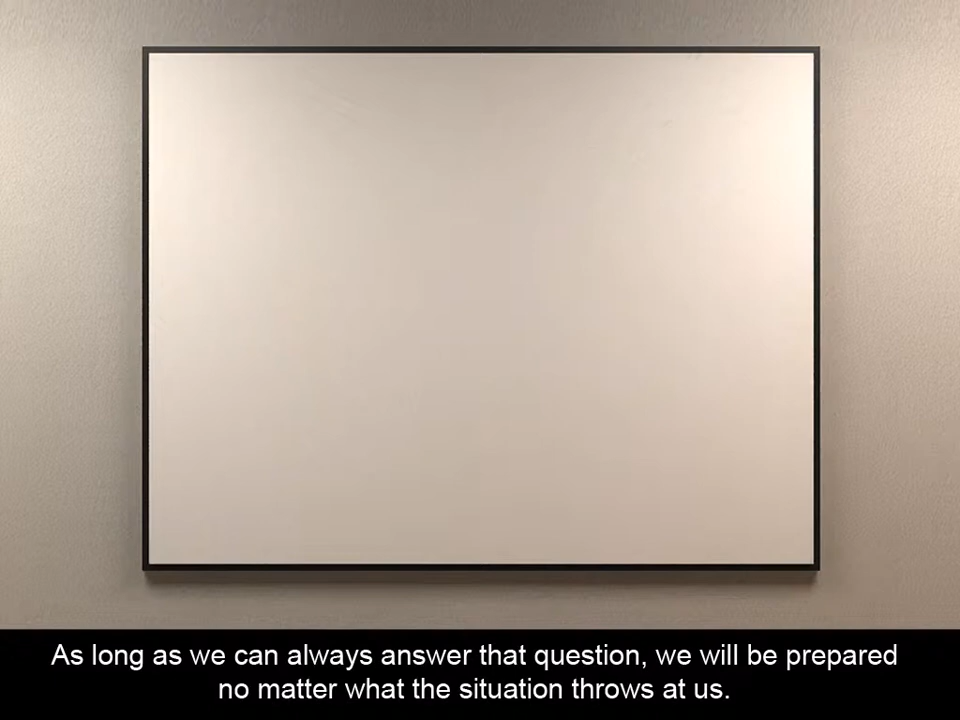 As long as we can always answer that question, we will be prepared
no matter what the situation throws at us.